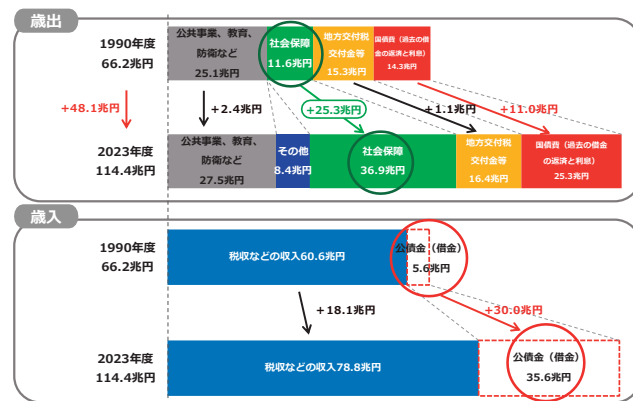 歳出
1990年度
66.2兆円
公共事業、教育、
防衛など
25.1兆円
社会保障
11.6兆円
地方交付税
交付金等
15.3兆円
国債費（過去の借
金の返済と利息）
14.3兆円
+48.1兆円
+2.4兆円
+25.3兆円
+1.1兆円
+11.0兆円
2023年度
114.4兆円
公共事業、教育、
防衛など
27.5兆円
その他
8.4兆円
社会保障
36.9兆円
地方交付税
交付金等
16.4兆円
国債費（過去の借金
の返済と利息）
25.3兆円
歳入
1990年度
66.2兆円
税収などの収入60.6兆円
公債金（借金）
5.6兆円
+18.1兆円
+30.0兆円
2023年度
114.4兆円
税収などの収入78.8兆円
公債金（借金）
35.6兆円